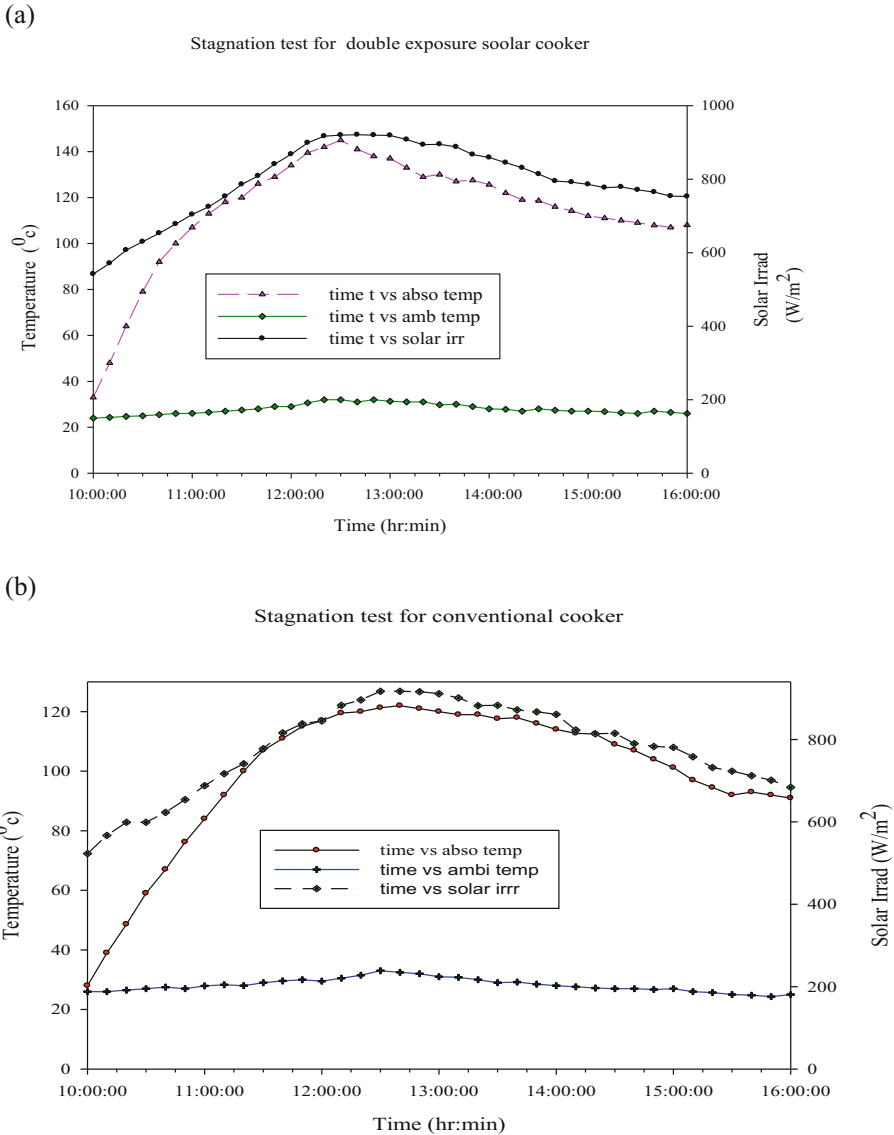 (a)
Stagnation test for double exposure soolar cooker
160
140
120
100
80
60
40
20
0
1000
800
600
400
200
0
Temperature (⁰c)
Solar Irrad
(W/m²)
time t vs abso temp
time t vs amb temp
time t vs solar irr
10:00:00 11:00:00 12:00:00 13:00:00 14:00:00 15:00:00 16:00:00
Time (hr:min)
(b)
Stagnation test for conventional cooker
120
100
80
60
40
20
0
800
600
400
200
0
Temperature (⁰c)
Solar Irrad (W/m²)
time vs abso temp
time vs ambi temp
time vs solar irrr
10:00:00 11:00:00 12:00:00 13:00:00 14:00:00 15:00:00 16:00:00
Time (hr:min)